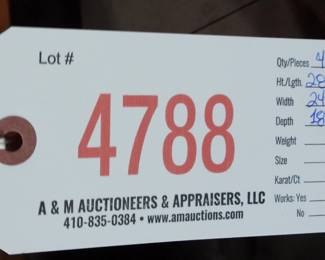 Lot #
4788
A & M AUCTIONEERS & APPRAISERS, LLC
410-835-0384 • www.amauctions.com
Qty/Pieces 4
Ht./Lgth. 28
Width 24
Depth 18
Weight
Size
Karat/Ct
Works: Yes
No